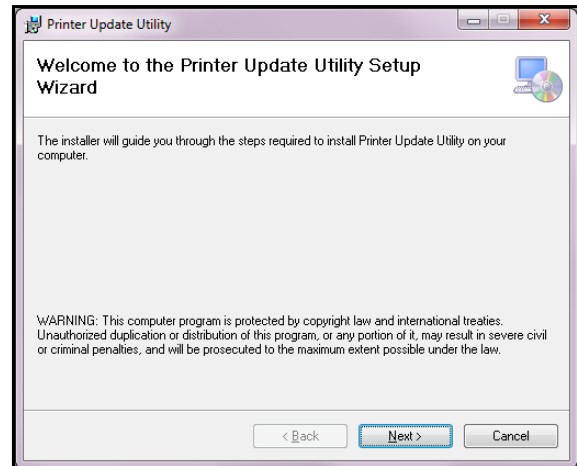 Printer Update Utility
Welcome to the Printer Update Utility Setup
Wizard
The installer will guide you through the steps required to install Printer Update Utility on your
computer.
WARNING: This computer program is protected by copyright law and international treaties.
Unauthorized duplication or distribution of this program, or any portion of it, may result in severe civil
or criminal penalties, and will be prosecuted to the maximum extent possible under the law.
< Back Next > Cancel